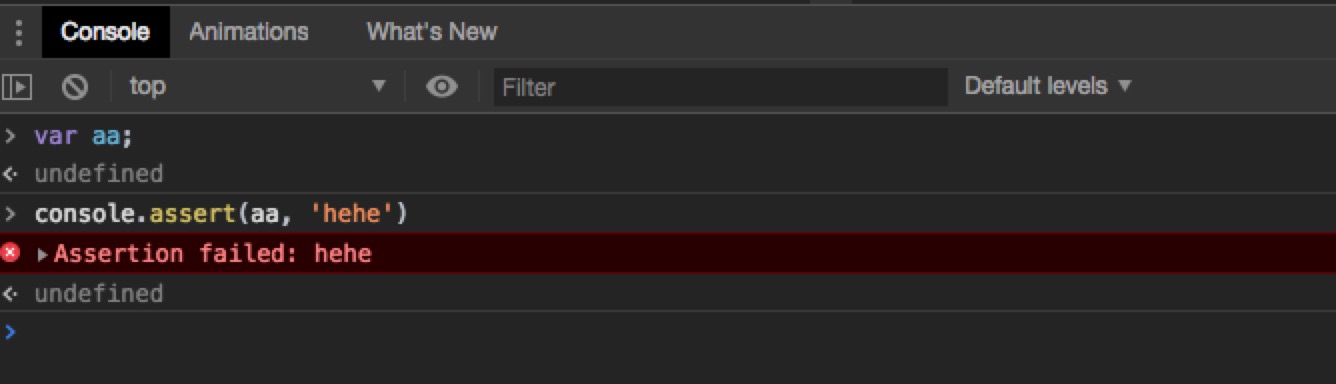 Console Animations What's New
top Filter Default levels
var aa;
undefined
console.assert(aa, 'hehe')
Assertion failed: hehe
undefined